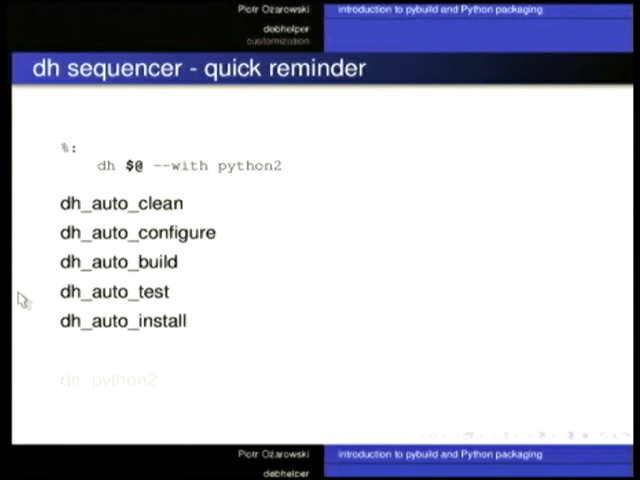 Piotr Ożarowski
introduction to pybuild and Python packaging
debhelper
customization
dh sequencer - quick reminder
%:
dh $@ --with python2
dh_auto_clean
dh_auto_configure
dh_auto_build
dh_auto_test
dh_auto_install
dh_python2
Piotr Ożarowski
introduction to pybuild and Python packaging
debhelper